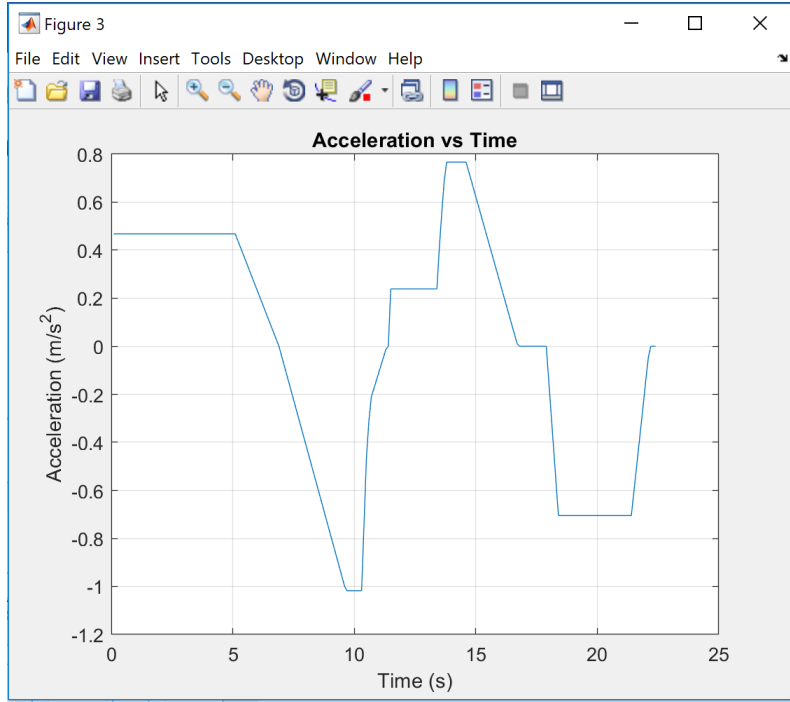 Figure 3
File Edit View Insert Tools Desktop Window Help
Acceleration vs Time
0.8
0.6
0.4
0.2
0
-0.2
-0.4
-0.6
-0.8
-1
-1.2
Acceleration (m/s²)
0 5 10 15 20 25
Time (s)